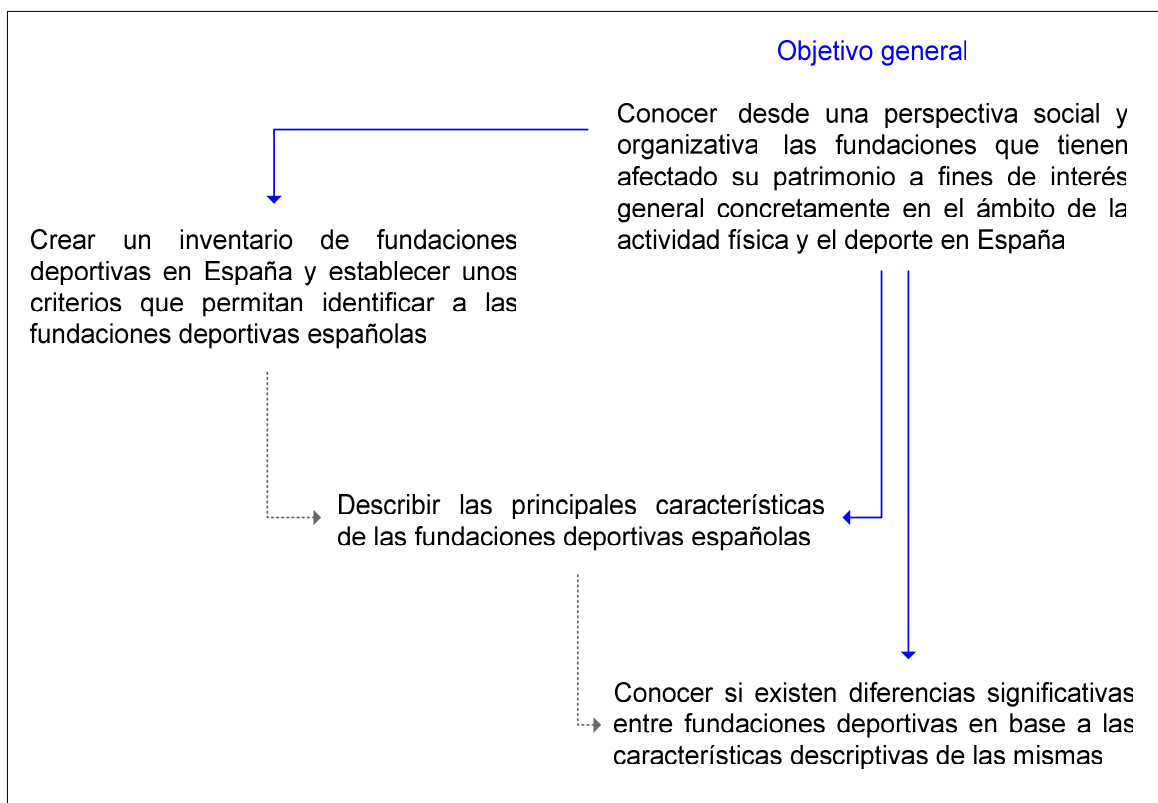 Objetivo general
Conocer desde una perspectiva social y
organizativa las fundaciones que tienen
afectado su patrimonio a fines de interés
general concretamente en el ámbito de la
actividad física y el deporte en España
Crear un inventario de fundaciones
deportivas en España y establecer unos
criterios que permitan identificar a las
fundaciones deportivas españolas
Describir las principales características
de las fundaciones deportivas españolas
Conocer si existen diferencias significativas
entre fundaciones deportivas en base a las
características descriptivas de las mismas